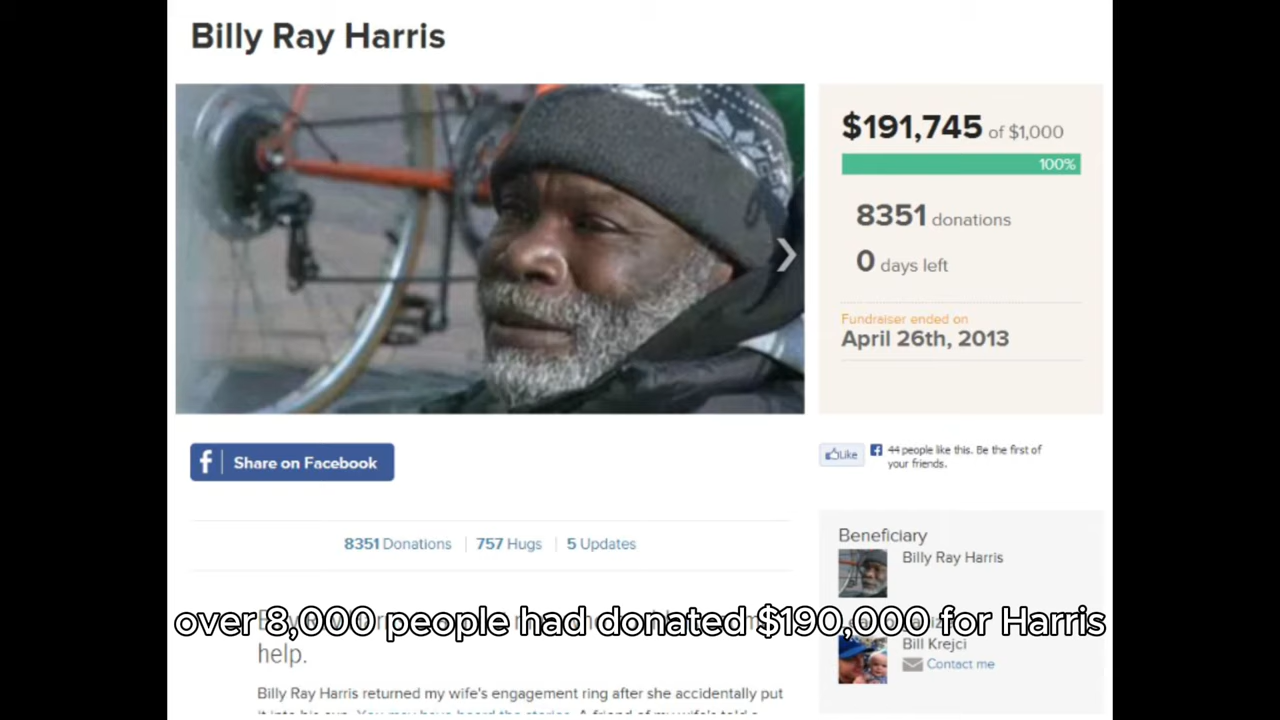 Billy Ray Harris
$191,745 of $1,000
100%
8351 donations
0 days left
Fundraiser ended on
April 26th, 2013
f Share on Facebook
Like
44 people like this. Be the first of
your friends.
8351 Donations 757 Hugs 5 Updates
Beneficiary
Billy Ray Harris
over 8,000 people had donated $190,000 for Harris
Bill Krejci
help.
Contact me
Billy Ray Harris returned my wife's engagement ring after she accidentally put